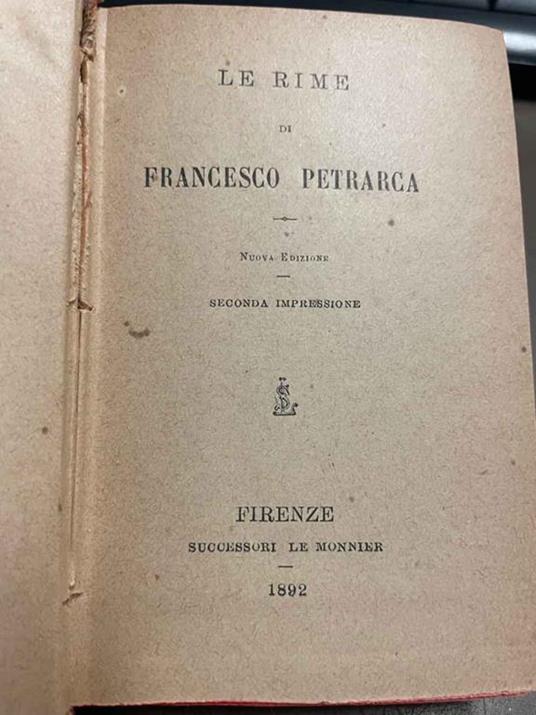 LE RIME
DI
FRANCESCO PETRARCA
NUOVA EDIZIONE
SECONDA IMPRESSIONE
FIRENZE
SUCCESSORI LE MONNIER
1892